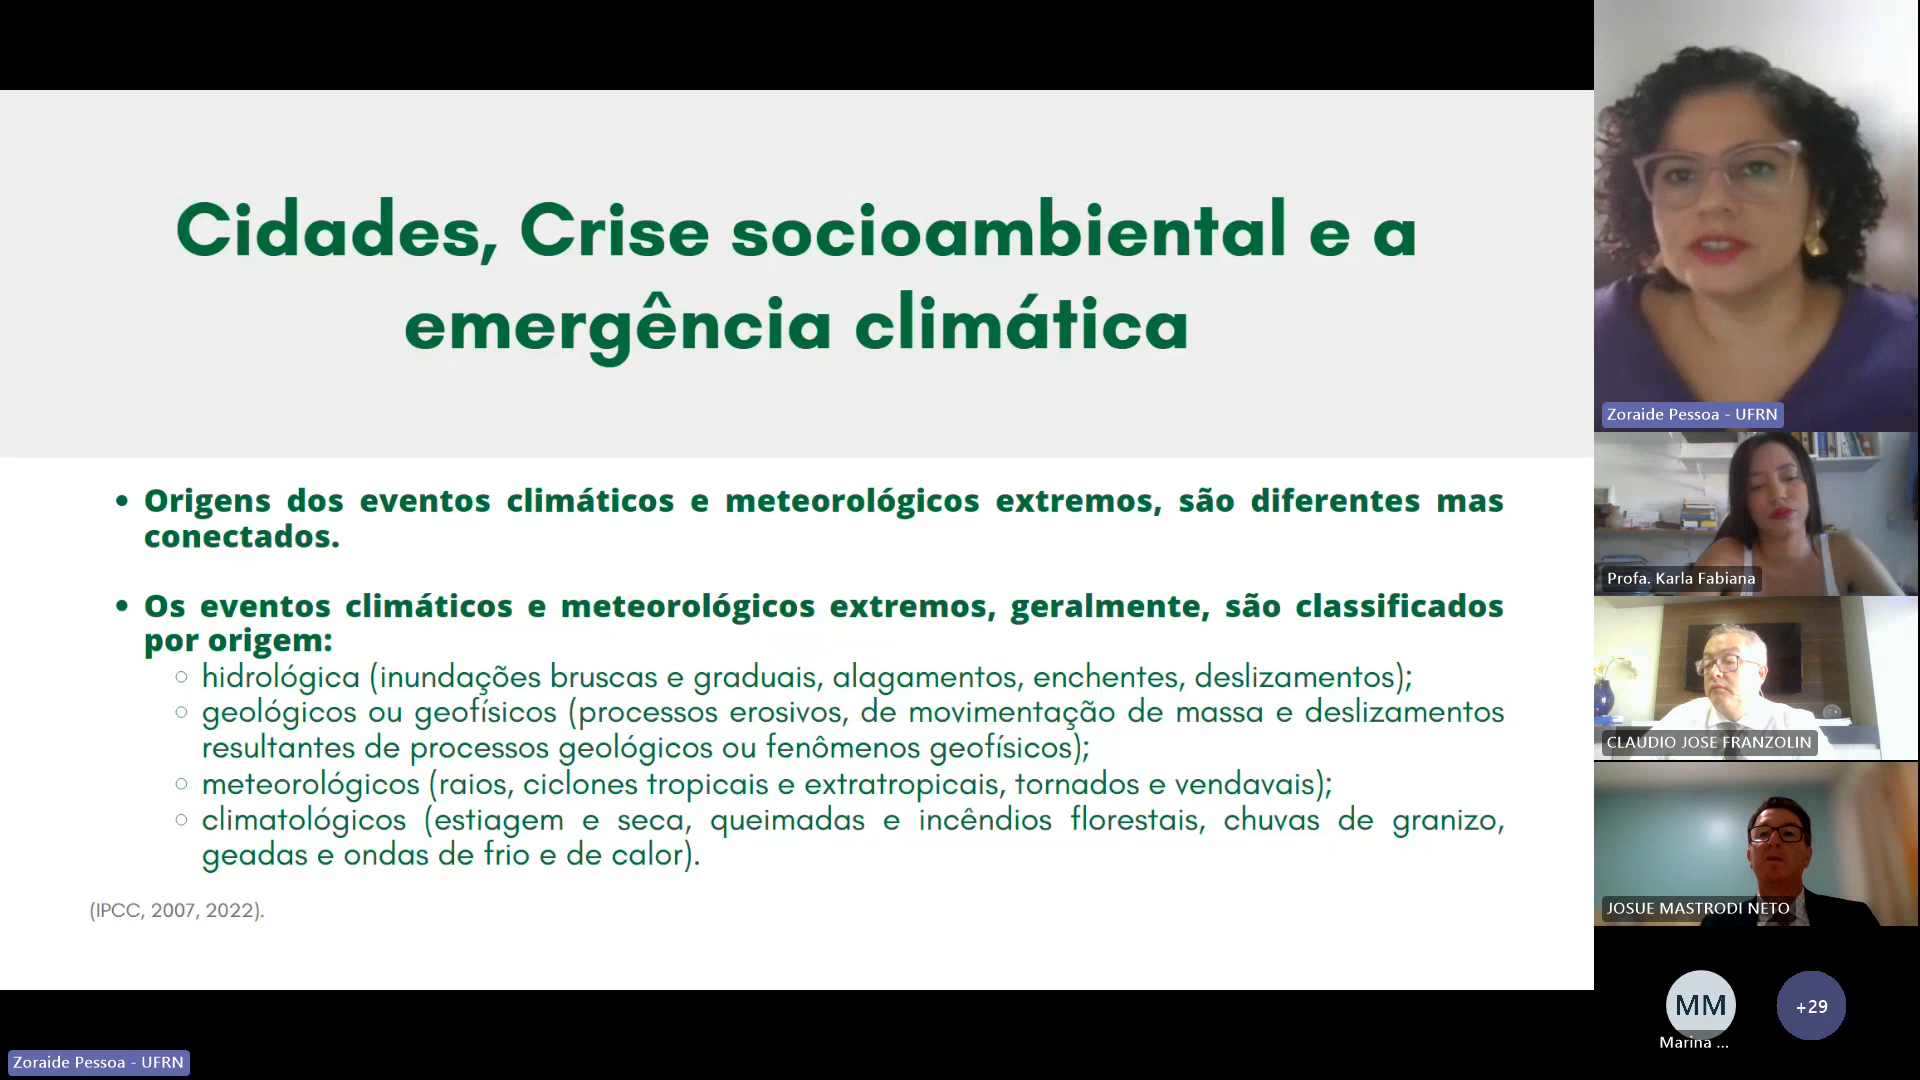 Cidades, Crise socioambiental e a
emergência climática
• Origens dos eventos climáticos e meteorológicos extremos, são diferentes mas
conectados.
• Os eventos climáticos e meteorológicos extremos, geralmente, são classificados
por origem:
○ hidrológica (inundações bruscas e graduais, alagamentos, enchentes, deslizamentos);
○ geológicos ou geofísicos (processos erosivos, de movimentação de massa e deslizamentos
resultantes de processos geológicos ou fenômenos geofísicos);
○ meteorológicos (raios, ciclones tropicais e extratropicais, tornados e vendavais);
○ climatológicos (estiagem e seca, queimadas e incêndios florestais, chuvas de granizo,
geadas e ondas de frio e de calor).
(IPCC, 2007, 2022).
Zoraide Pessoa - UFRN
Zoraide Pessoa - UFRN
Profa. Karla Fabiana
CLAUDIO JOSE FRANZOLIN
JOSUE MASTRODI NETO
MM
Marina ...
+29